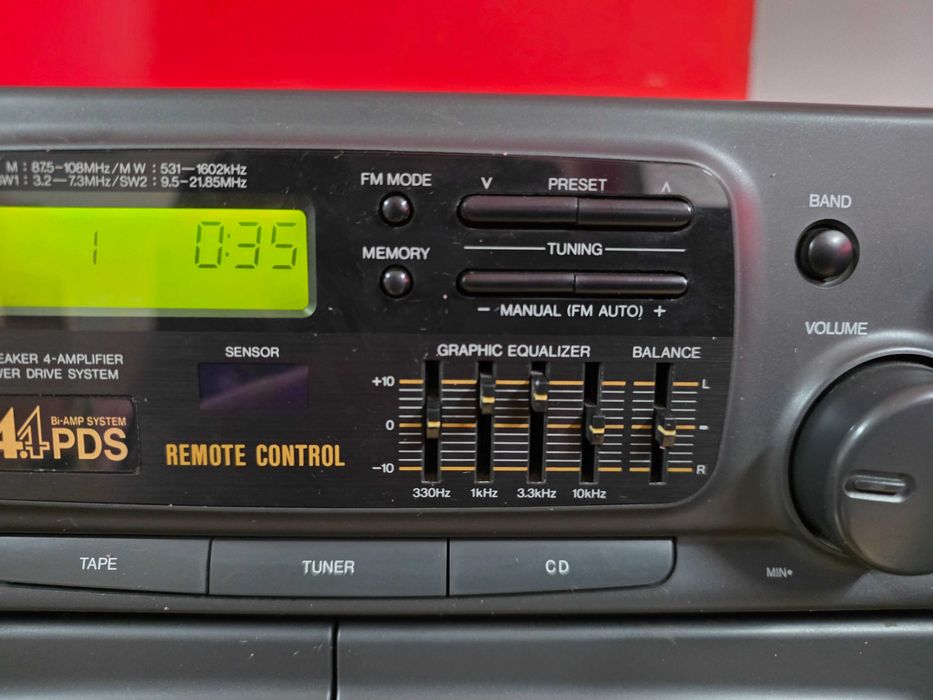 M : 87.5-108MHz/MW : 531-1602kHz
SW1 : 3.2-7.3MHz/SW2 : 9.5-21.85MHz
1 0:35
FM MODE
MEMORY
V PRESET Λ
TUNING
- MANUAL (FM AUTO) +
BAND
VOLUME
MIN
4-AMPLIFIER
DRIVE SYSTEM
Bi-AMP SYSTEM
4.4 PDS
SENSOR
REMOTE CONTROL
GRAPHIC EQUALIZER BALANCE
+10 L
0 -
-10 R
330Hz 1kHz 3.3kHz 10kHz
TAPE TUNER CD